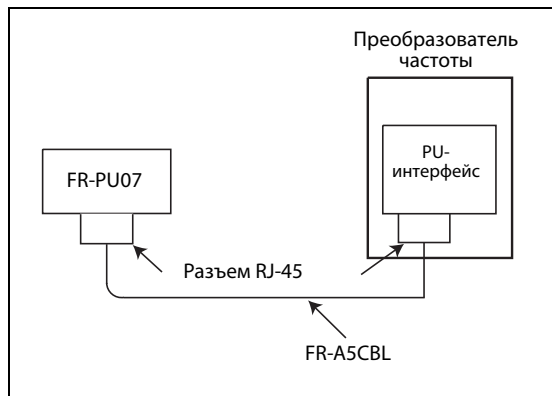 Преобразователь
частоты
PU-
интерфейс
FR-PU07
Разъем RJ-45
FR-A5CBL